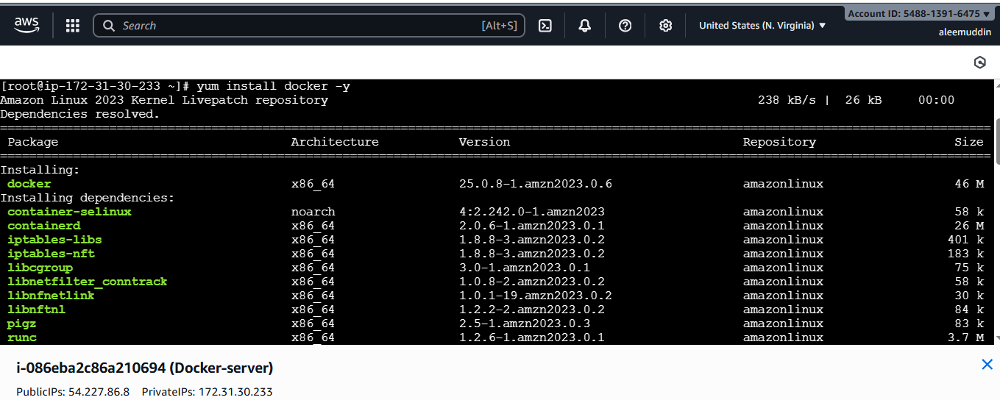 aws Search [Alt+S] United States (N. Virginia) ▼ Account ID: 5488-1391-6475 ▼
aleemuddin
[root@ip-172-31-30-233 ~]# yum install docker -y
Amazon Linux 2023 Kernel Livepatch repository 238 kB/s | 26 kB 00:00
Dependencies resolved.
================================================================================
Package Architecture Version Repository Size
================================================================================
Installing:
docker x86_64 25.0.8-1.amzn2023.0.6 amazonlinux 46 M
Installing dependencies:
container-selinux noarch 4:2.242.0-1.amzn2023 amazonlinux 58 k
containerd x86_64 2.0.6-1.amzn2023.0.1 amazonlinux 26 M
iptables-libs x86_64 1.8.8-3.amzn2023.0.2 amazonlinux 401 k
iptables-nft x86_64 1.8.8-3.amzn2023.0.2 amazonlinux 183 k
libcgroup x86_64 3.0-1.amzn2023.0.1 amazonlinux 75 k
libnetfilter_conntrack x86_64 1.0.8-2.amzn2023.0.2 amazonlinux 58 k
libnfnetlink x86_64 1.0.1-19.amzn2023.0.2 amazonlinux 30 k
libnftnl x86_64 1.2.2-2.amzn2023.0.2 amazonlinux 84 k
pigz x86_64 2.5-1.amzn2023.0.3 amazonlinux 83 k
runc x86_64 1.2.6-1.amzn2023.0.1 amazonlinux 3.7 M
i-086eba2c86a210694 (Docker-server)
PublicIPs: 54.227.86.8 PrivateIPs: 172.31.30.233